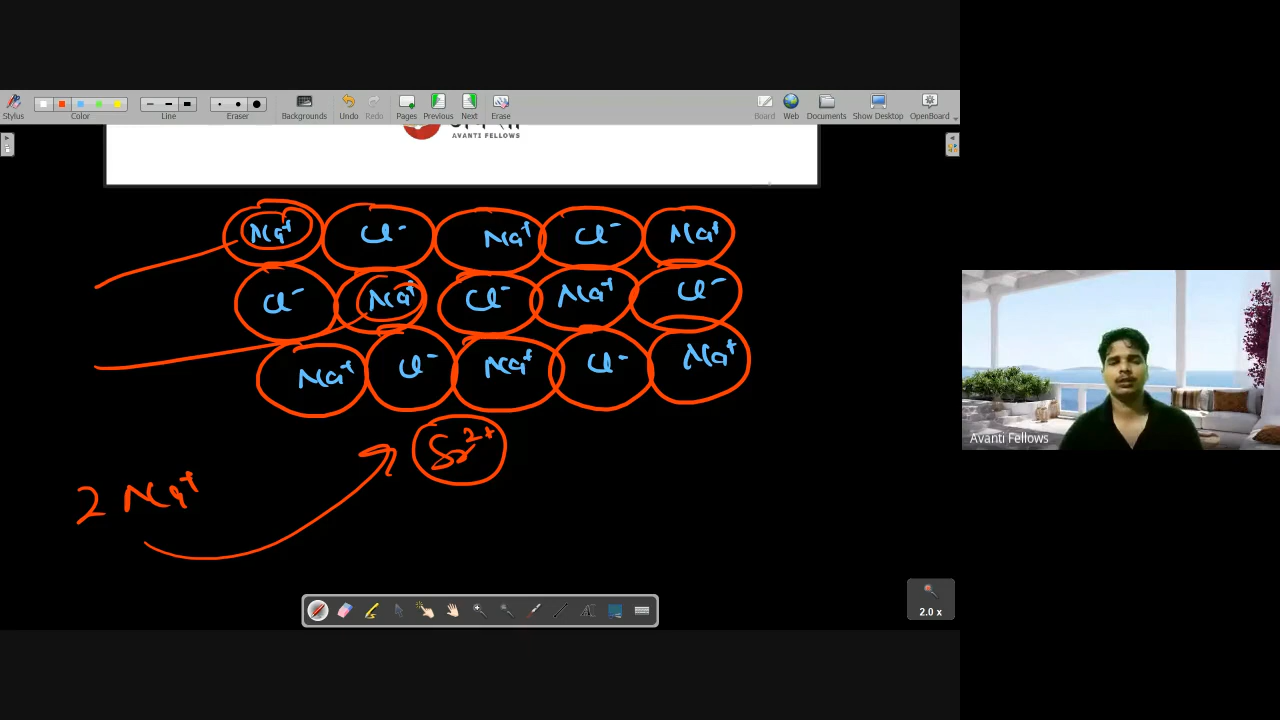 Stylus Color Line Eraser Backgrounds Undo Redo Pages Previous Next Erase Board Web Documents Show Desktop OpenBoard
AVANTI FELLOWS
Na⁺ Cl⁻ Na⁺ Cl⁻ Na⁺
Cl⁻ Na⁺ Cl⁻ Na⁺ Cl⁻
Na⁺ Cl⁻ Na⁺ Cl⁻ Na⁺
Sr²⁺
2 Na⁺
Avanti Fellows
2.0 x